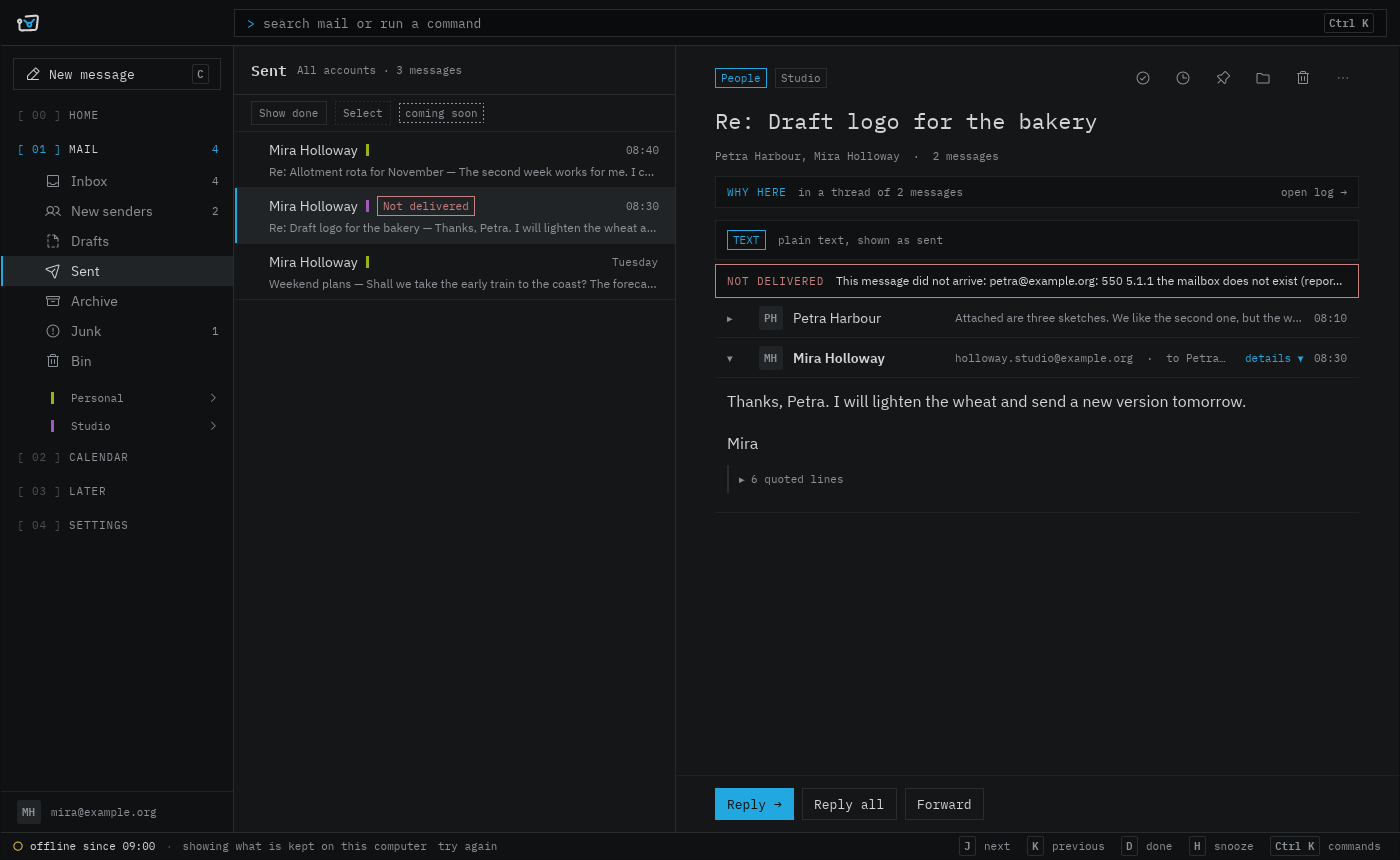 > search mail or run a command Ctrl K
New message C
[ 00 ] HOME
[ 01 ] MAIL 4
Inbox 4
New senders 2
Drafts
Sent
Archive
Junk 1
Bin
Personal
Studio
[ 02 ] CALENDAR
[ 03 ] LATER
[ 04 ] SETTINGS
MH mira@example.org
Sent All accounts · 3 messages
Show done Select coming soon
Mira Holloway 08:40
Re: Allotment rota for November — The second week works for me. I c…
Mira Holloway Not delivered 08:30
Re: Draft logo for the bakery — Thanks, Petra. I will lighten the wheat a…
Mira Holloway Tuesday
Weekend plans — Shall we take the early train to the coast? The foreca…
People Studio
Re: Draft logo for the bakery
Petra Harbour, Mira Holloway · 2 messages
WHY HERE in a thread of 2 messages open log →
TEXT plain text, shown as sent
NOT DELIVERED This message did not arrive: petra@example.org: 550 5.1.1 the mailbox does not exist (repor…
▸ PH Petra Harbour Attached are three sketches. We like the second one, but the w… 08:10
▾ MH Mira Holloway holloway.studio@example.org · to Petra… details ▾ 08:30
Thanks, Petra. I will lighten the wheat and send a new version tomorrow.
Mira
▸ 6 quoted lines
Reply → Reply all Forward
offline since 09:00 · showing what is kept on this computer try again
J next K previous D done H snooze Ctrl K commands